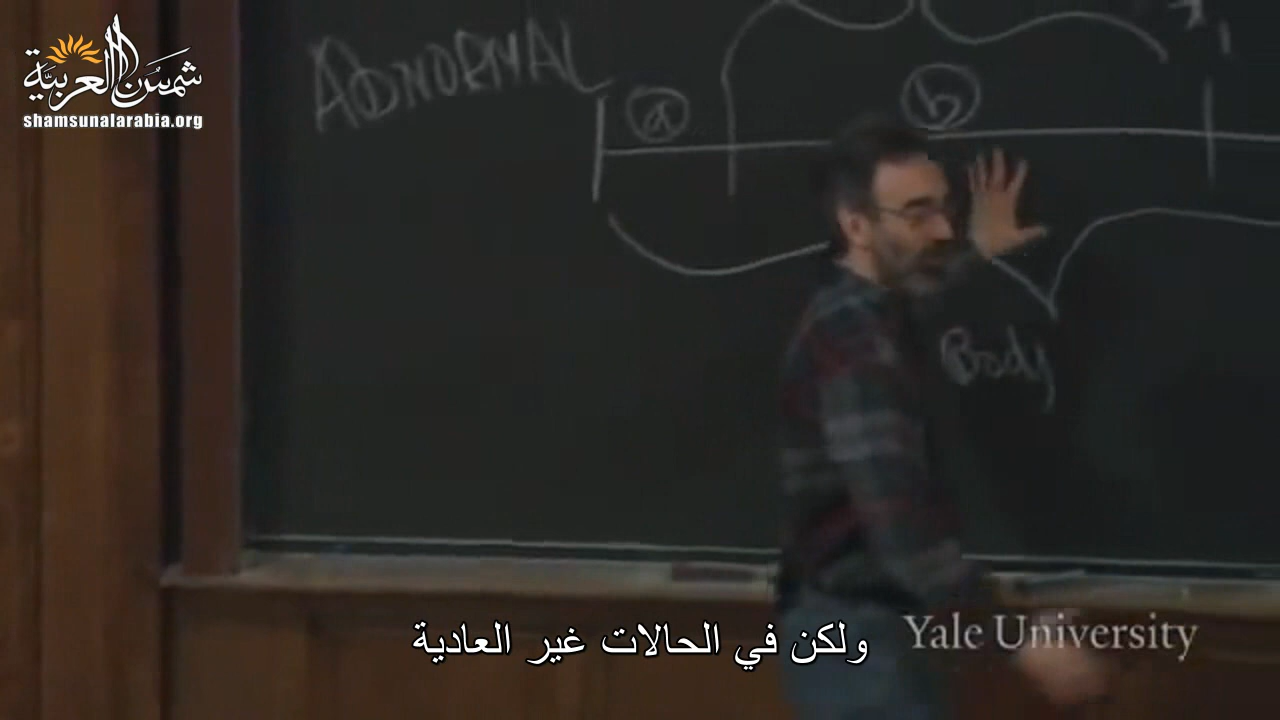 شمس العربية
shamsunalarabia.org
ABNORMAL
a
b
Body
ولكن في الحالات غير العادية
Yale University